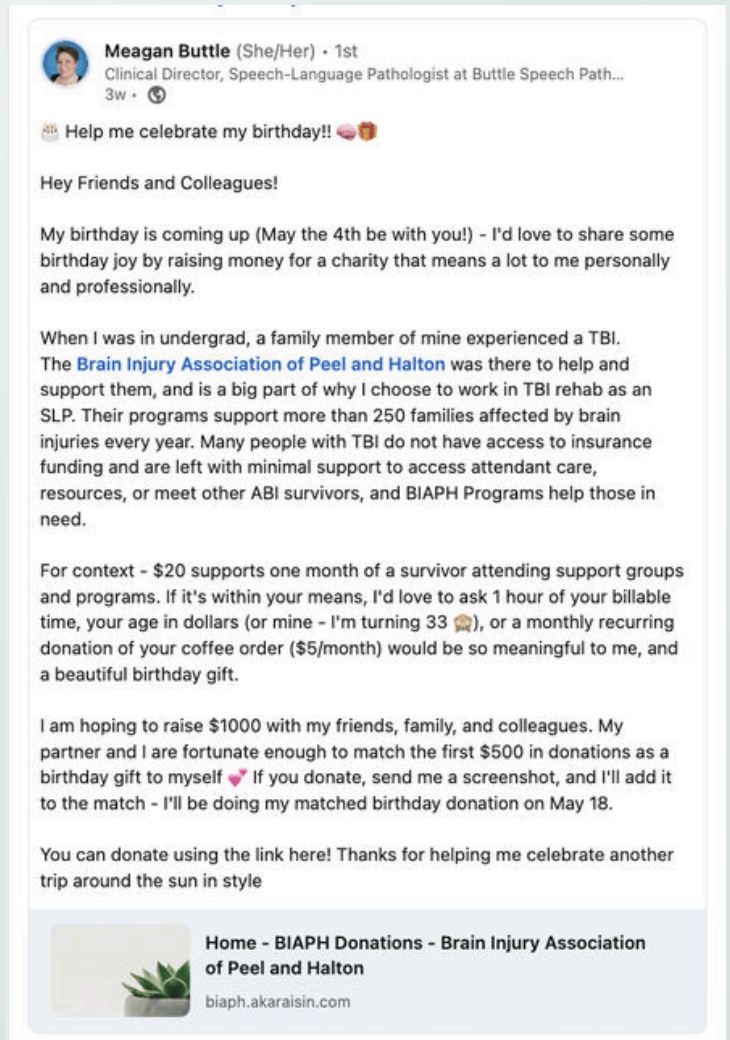 Meagan Buttle (She/Her) • 1st
Clinical Director, Speech-Language Pathologist at Buttle Speech Path...
3w •
🎂 Help me celebrate my birthday!! 🧠🎁
Hey Friends and Colleagues!
My birthday is coming up (May the 4th be with you!) - I'd love to share some
birthday joy by raising money for a charity that means a lot to me personally
and professionally.
When I was in undergrad, a family member of mine experienced a TBI.
The Brain Injury Association of Peel and Halton was there to help and
support them, and is a big part of why I choose to work in TBI rehab as an
SLP. Their programs support more than 250 families affected by brain
injuries every year. Many people with TBI do not have access to insurance
funding and are left with minimal support to access attendant care,
resources, or meet other ABI survivors, and BIAPH Programs help those in
need.
For context - $20 supports one month of a survivor attending support groups
and programs. If it's within your means, I'd love to ask 1 hour of your billable
time, your age in dollars (or mine - I'm turning 33 🙈), or a monthly recurring
donation of your coffee order ($5/month) would be so meaningful to me, and
a beautiful birthday gift.
I am hoping to raise $1000 with my friends, family, and colleagues. My
partner and I are fortunate enough to match the first $500 in donations as a
birthday gift to myself 💕 If you donate, send me a screenshot, and I'll add it
to the match - I'll be doing my matched birthday donation on May 18.
You can donate using the link here! Thanks for helping me celebrate another
trip around the sun in style
Home - BIAPH Donations - Brain Injury Association
of Peel and Halton
biaph.akaraisin.com